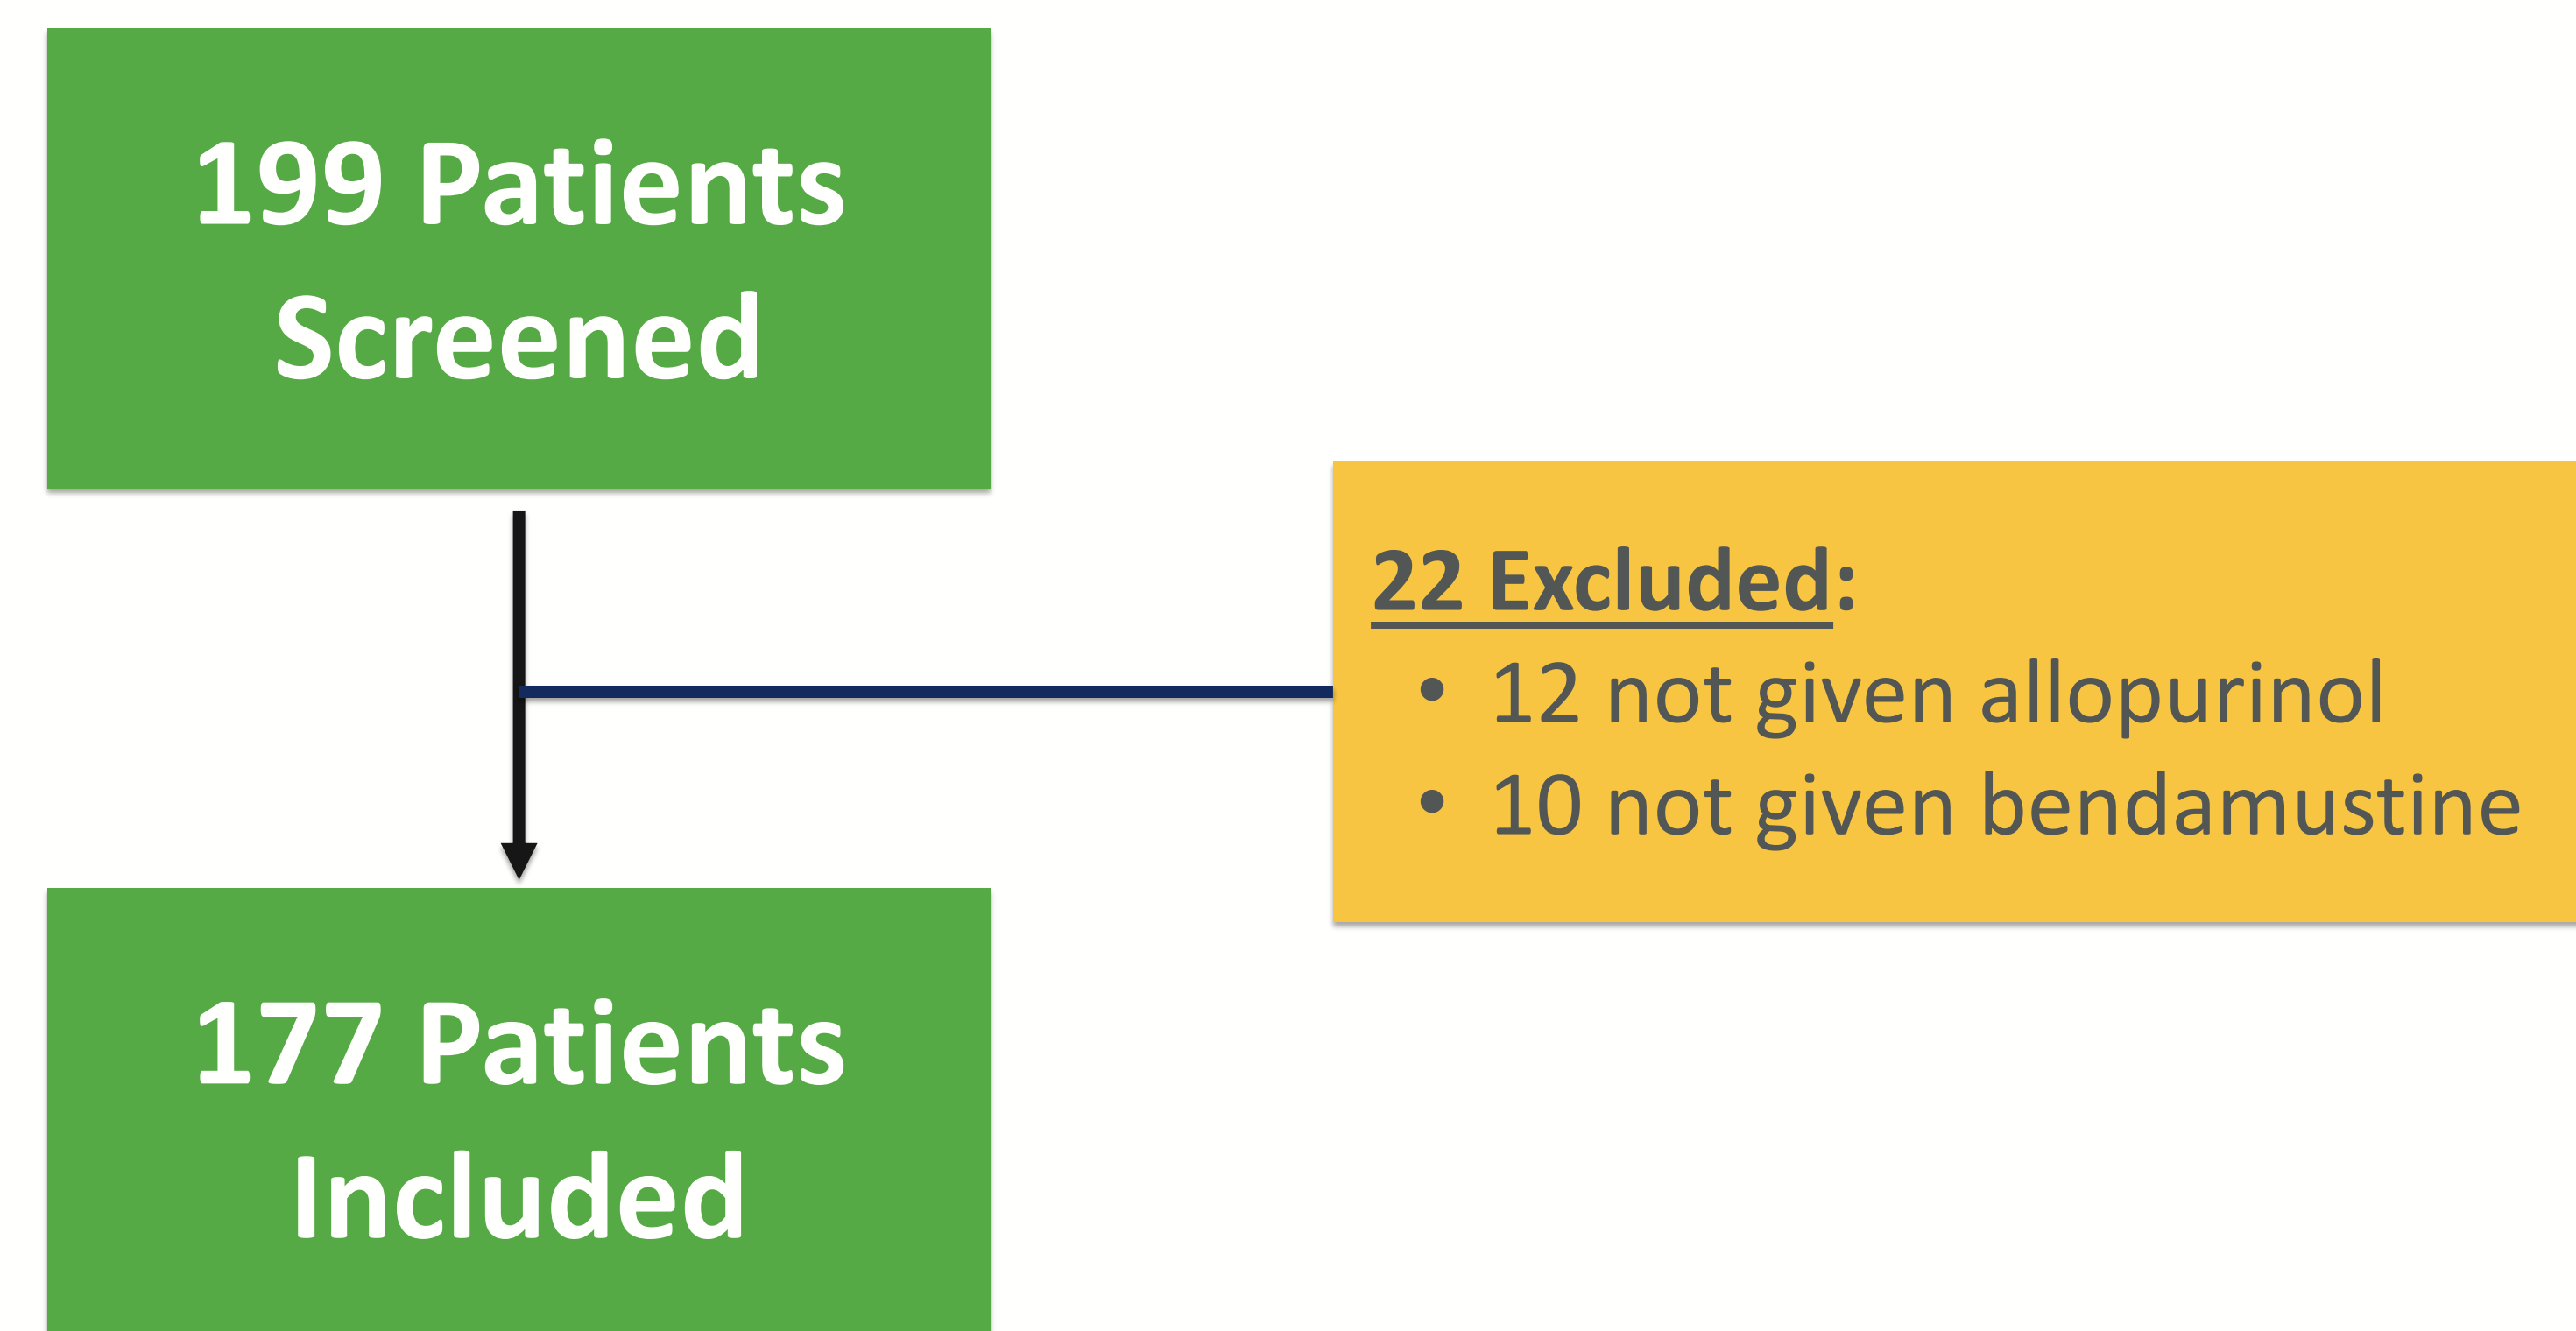 199 Patients
Screened
22 Excluded:
• 12 not given allopurinol
• 10 not given bendamustine
177 Patients
Included